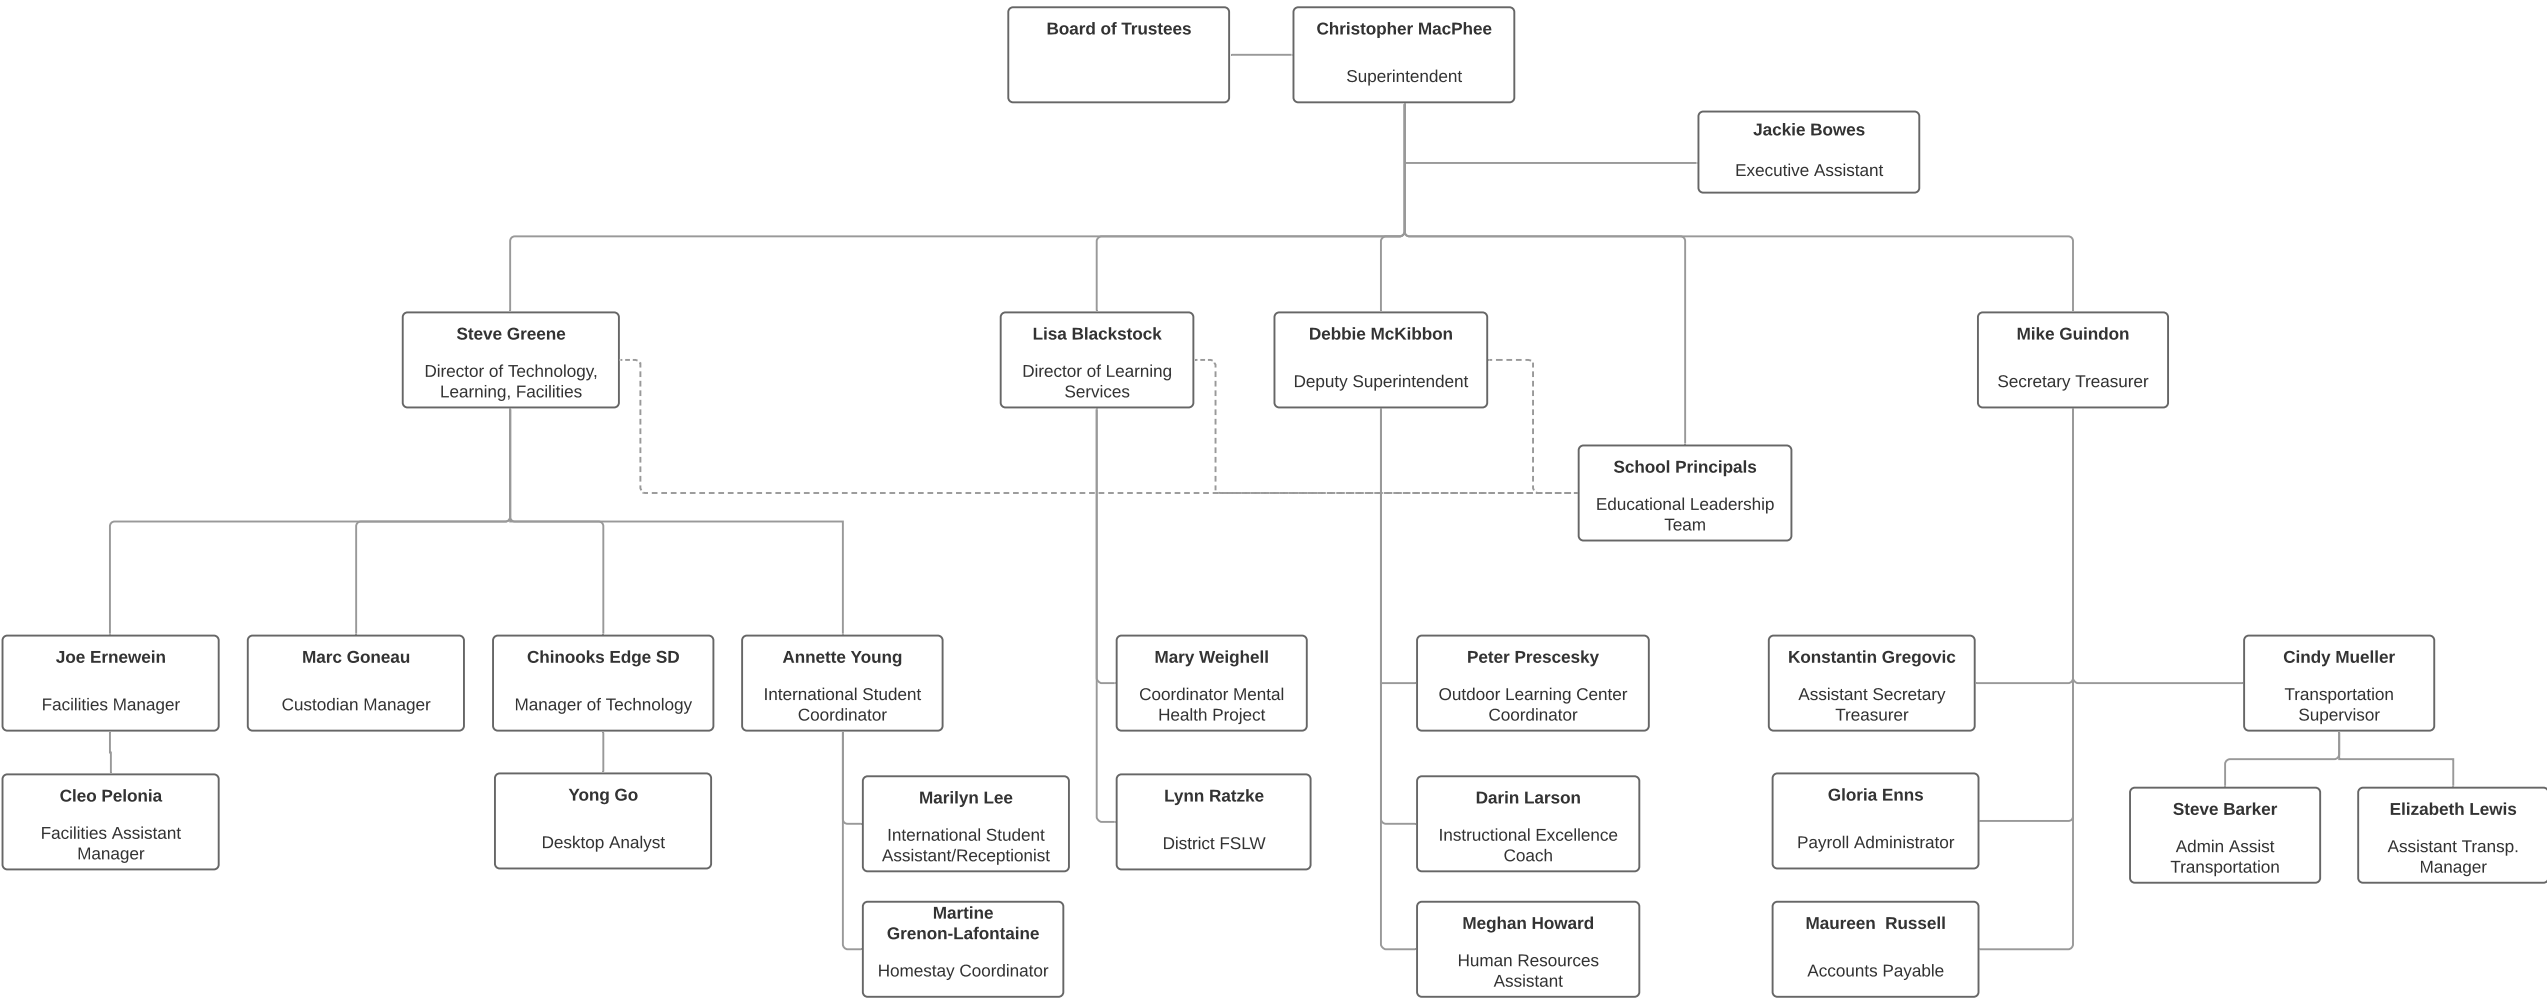 Board of Trustees
Christopher MacPhee
Superintendent
Jackie Bowes
Executive Assistant
Steve Greene
Director of Technology,
Learning, Facilities
Lisa Blackstock
Director of Learning
Services
Debbie McKibbon
Deputy Superintendent
Mike Guindon
Secretary Treasurer
School Principals
Educational Leadership
Team
Joe Ernewein
Facilities Manager
Marc Goneau
Custodian Manager
Chinooks Edge SD
Manager of Technology
Annette Young
International Student
Coordinator
Mary Weighell
Coordinator Mental
Health Project
Peter Prescesky
Outdoor Learning Center
Coordinator
Konstantin Gregovic
Assistant Secretary
Treasurer
Cindy Mueller
Transportation
Supervisor
Cleo Pelonia
Facilities Assistant
Manager
Yong Go
Desktop Analyst
Marilyn Lee
International Student
Assistant/Receptionist
Lynn Ratzke
District FSLW
Darin Larson
Instructional Excellence
Coach
Gloria Enns
Payroll Administrator
Steve Barker
Admin Assist
Transportation
Elizabeth Lewis
Assistant Transp.
Manager
Martine
Grenon-Lafontaine
Homestay Coordinator
Meghan Howard
Human Resources
Assistant
Maureen  Russell
Accounts Payable